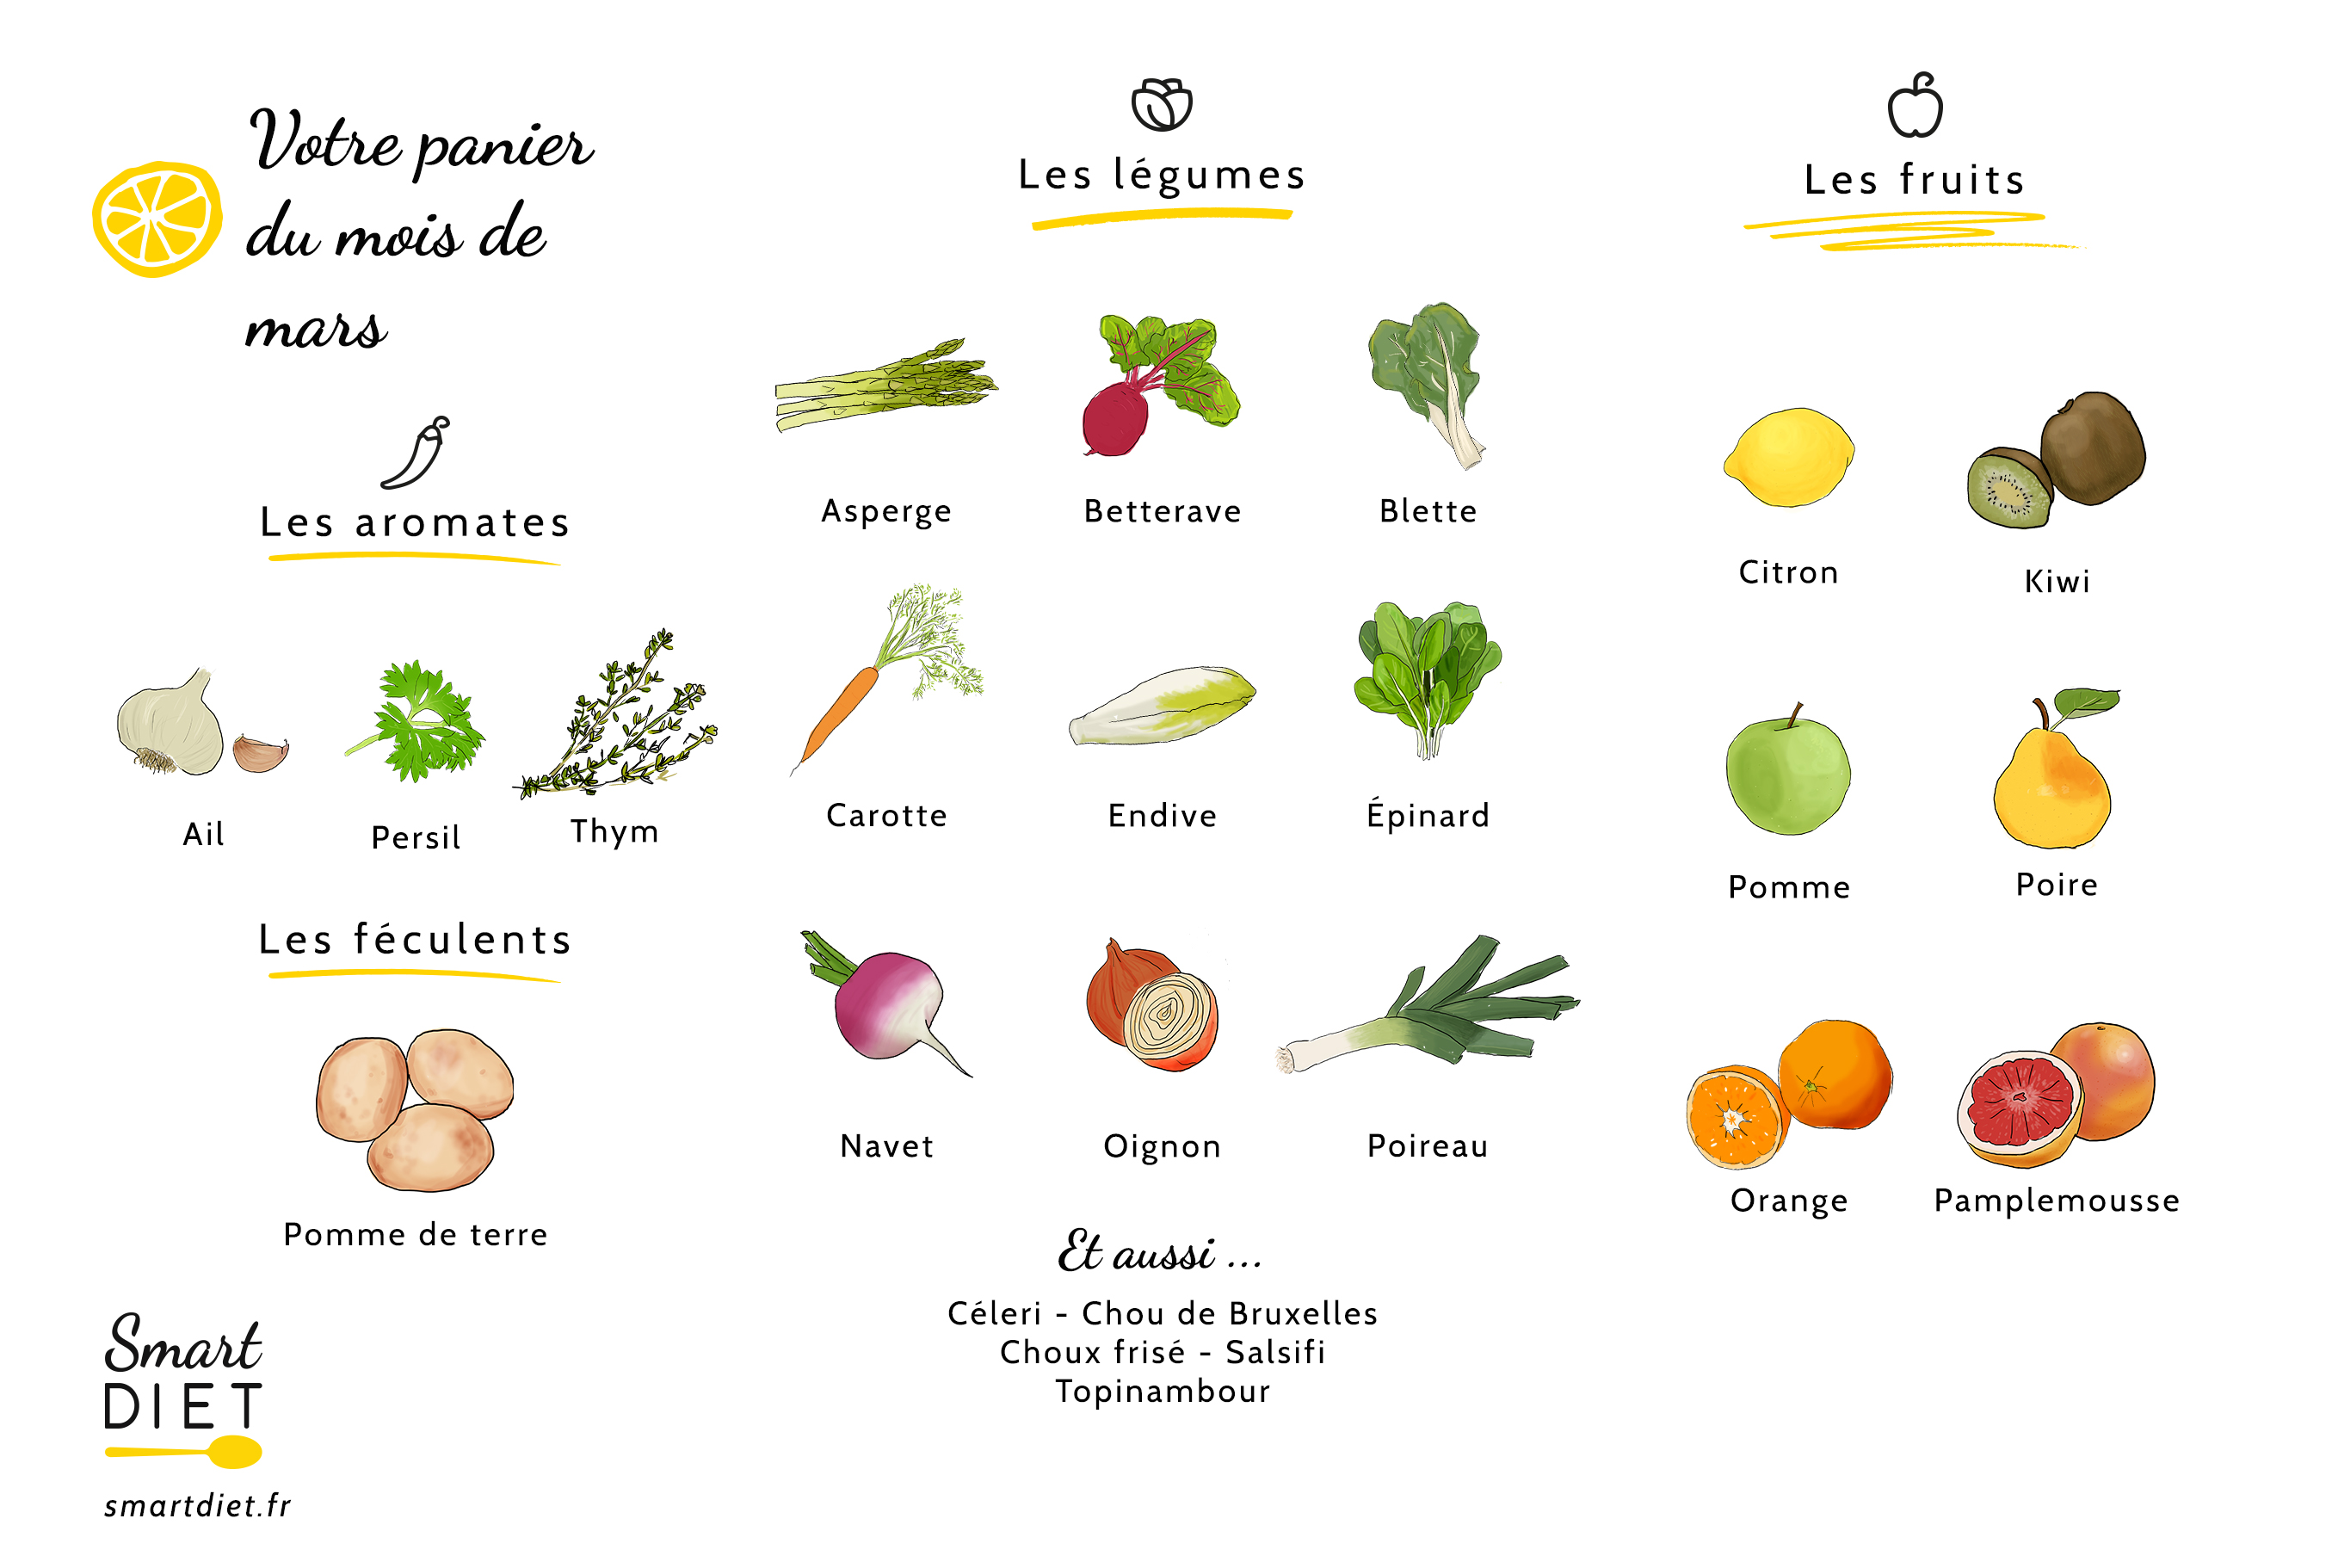 Votre panier
du mois de
mars
Les aromates
Ail
Persil
Thym
Les féculents
Pomme de terre
Smart
DIET
smartdiet.fr
Les légumes
Asperge
Betterave
Blette
Carotte
Endive
Épinard
Navet
Oignon
Poireau
Et aussi ...
Céleri - Chou de Bruxelles
Choux frisé - Salsifi
Topinambour
Les fruits
Citron
Kiwi
Pomme
Poire
Orange
Pamplemousse